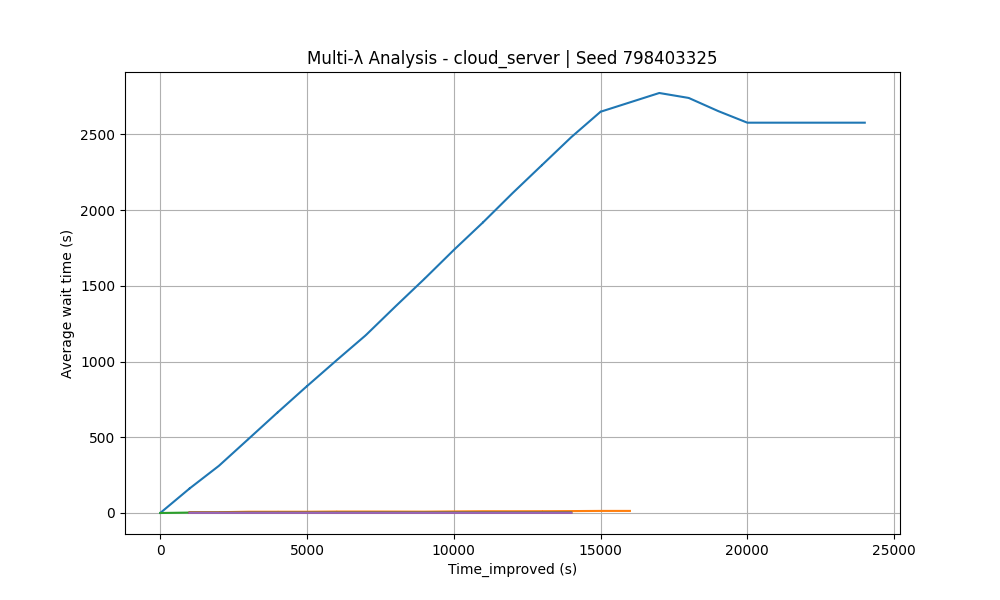 Multi-λ Analysis - cloud_server | Seed 798403325
Average wait time (s)
2500
2000
1500
1000
500
0
0 5000 10000 15000 20000 25000
Time_improved (s)